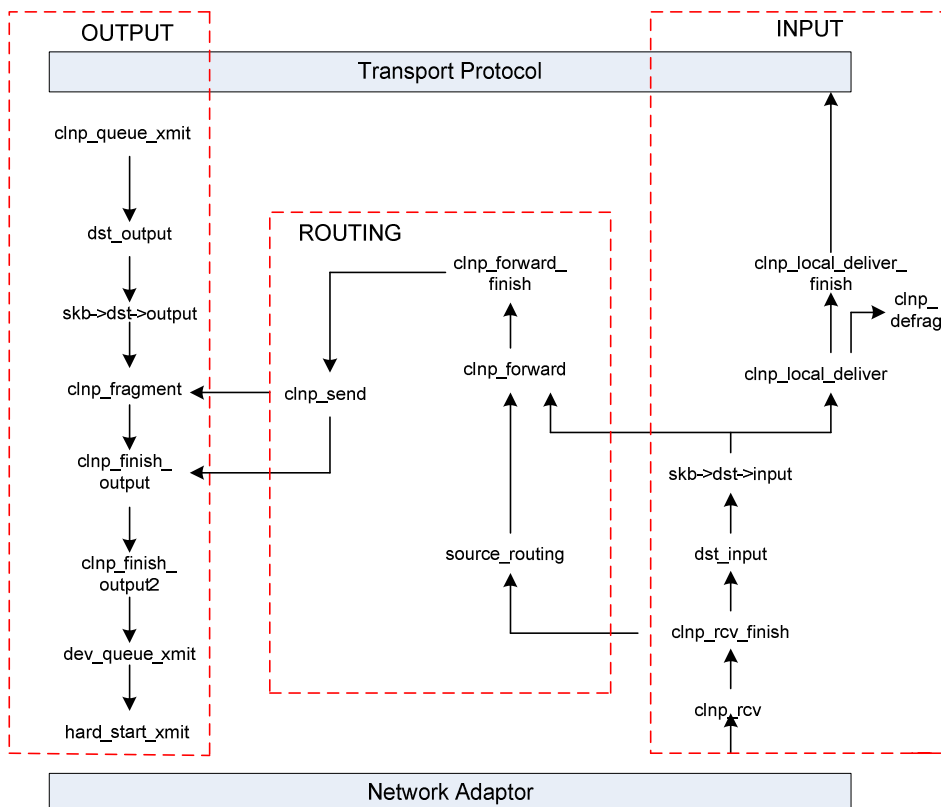 OUTPUT
INPUT
Transport Protocol
clnp_queue_xmit
dst_output
skb->dst->output
clnp_fragment
clnp_finish_
output
clnp_finish_
output2
dev_queue_xmit
hard_start_xmit
ROUTING
clnp_forward_
finish
clnp_forward
clnp_send
source_routing
clnp_local_deliver_
finish
clnp_
defrag
clnp_local_deliver
skb->dst->input
dst_input
clnp_rcv_finish
clnp_rcv
Network Adaptor